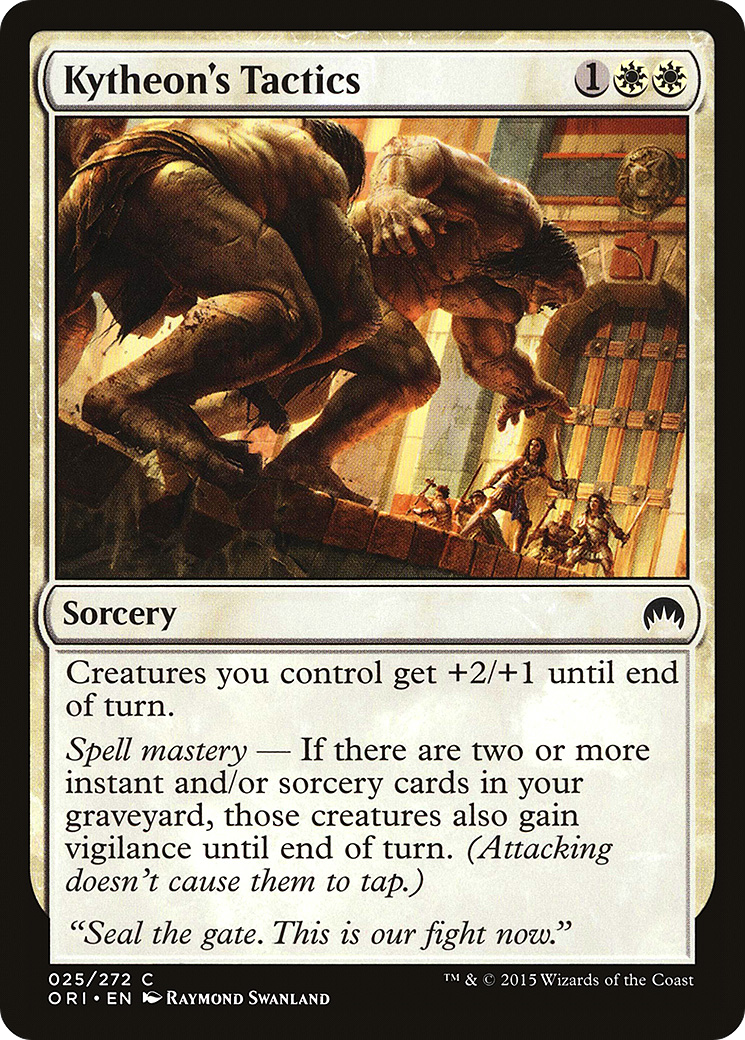 Kytheon's Tactics 1
Sorcery
Creatures you control get +2/+1 until end
of turn.
Spell mastery — If there are two or more
instant and/or sorcery cards in your
graveyard, those creatures also gain
vigilance until end of turn. (Attacking
doesn't cause them to tap.)
"Seal the gate. This is our fight now."
025/272 C
ORI • EN Raymond Swanland
™ & © 2015 Wizards of the Coast